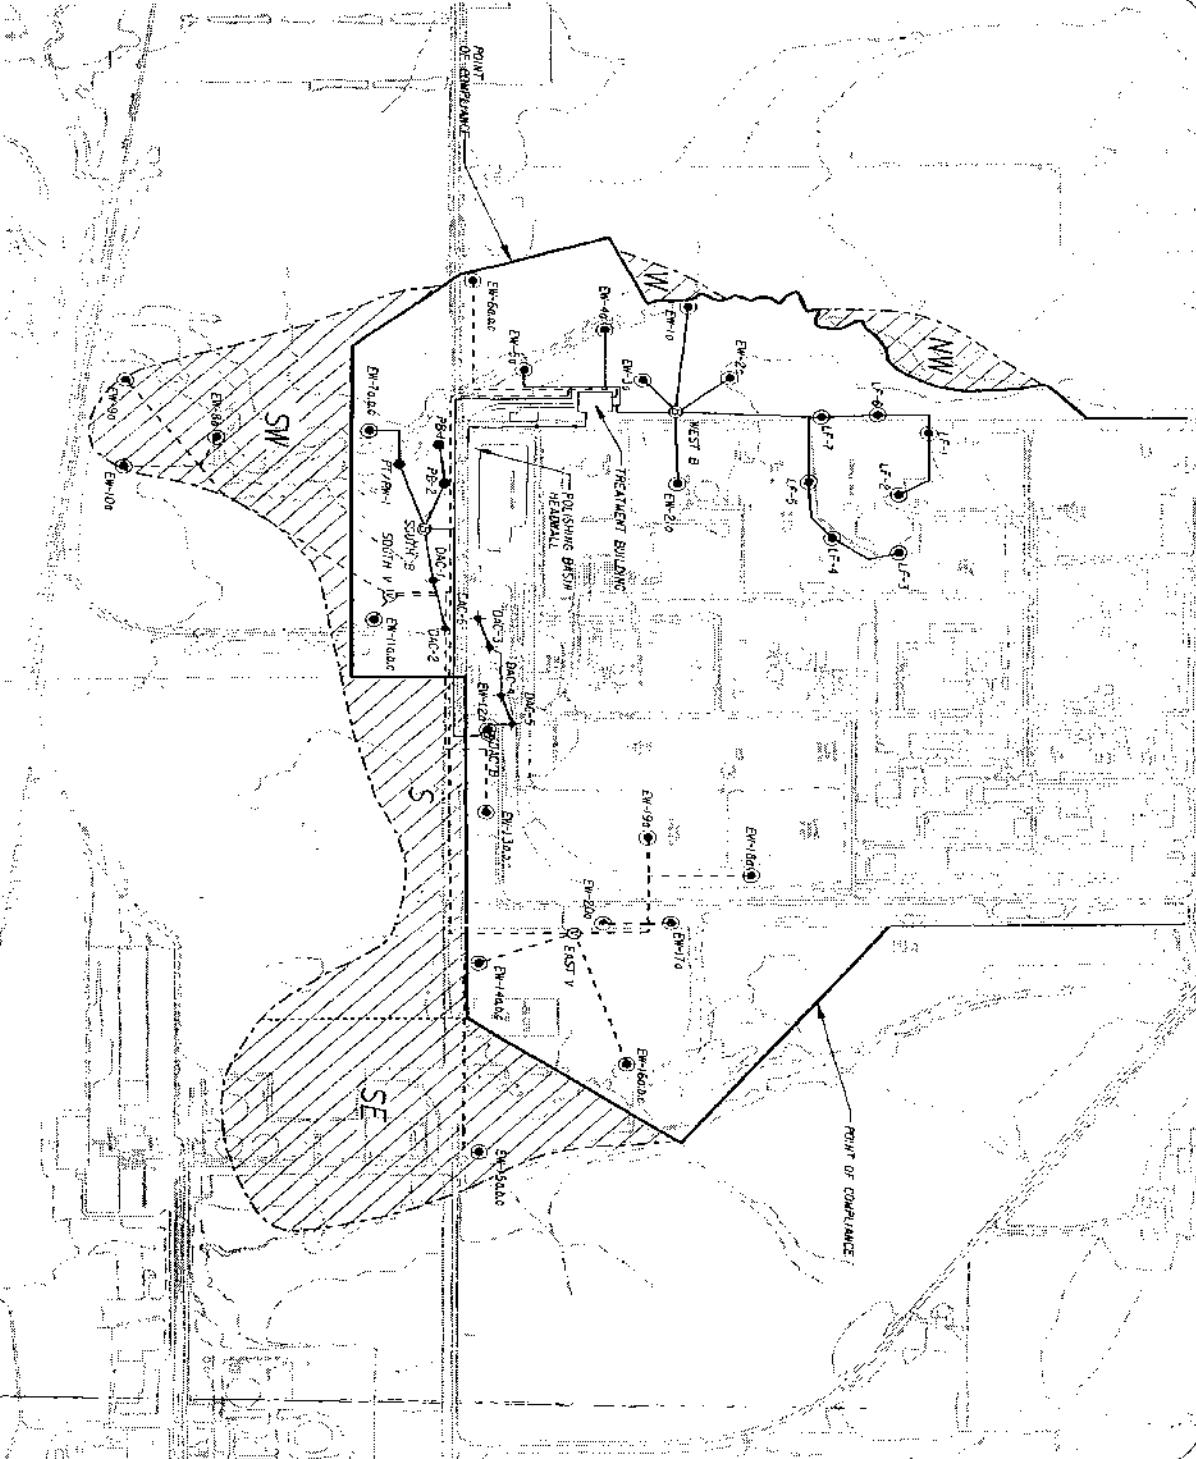 POINT
OF COMPLIANCE
W
NW
EW-6a,b,c
EW-4a
EW-1a
EW-5a
EW-3a
EW-2a
LF-6
LF-7
LF-1
WEST B
EW-7a,b,c
EW-8a
EW-9a
SW
PB-1
PB-2
LF-5
LF-2
EW-21a
TREATMENT BUILDING
EW-10a
PT/PW-1
POLISHING BASIN
HEADWALL
LF-4
LF-3
SOUTH B
SOUTH V
DAC-1
DAC-6
DAC-3
EW-11a,b,c
DAC-2
DAC-4
EW-12a
DAC-5
DAC B
S
EW-13a,b,c
EW-19a
EW-18a
EW-20a
EW-17a
EAST V
EW-14a,b,c
EW-16a,b,c
SE
EW-15a,b,c
POINT OF COMPLIANCE